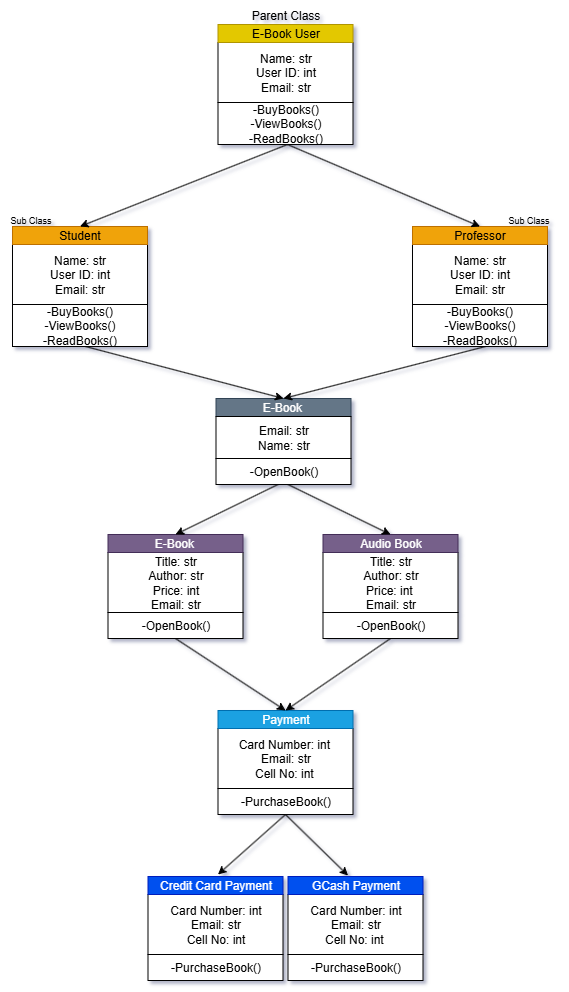 Parent Class
E-Book User
Name: str
User ID: int
Email: str
-BuyBooks()
-ViewBooks()
-ReadBooks()
Sub Class
Student
Name: str
User ID: int
Email: str
-BuyBooks()
-ViewBooks()
-ReadBooks()
Sub Class
Professor
Name: str
User ID: int
Email: str
-BuyBooks()
-ViewBooks()
-ReadBooks()
E-Book
Email: str
Name: str
-OpenBook()
E-Book
Title: str
Author: str
Price: int
Email: str
-OpenBook()
Audio Book
Title: str
Author: str
Price: int
Email: str
-OpenBook()
Payment
Card Number: int
Email: str
Cell No: int
-PurchaseBook()
Credit Card Payment
Card Number: int
Email: str
Cell No: int
-PurchaseBook()
GCash Payment
Card Number: int
Email: str
Cell No: int
-PurchaseBook()